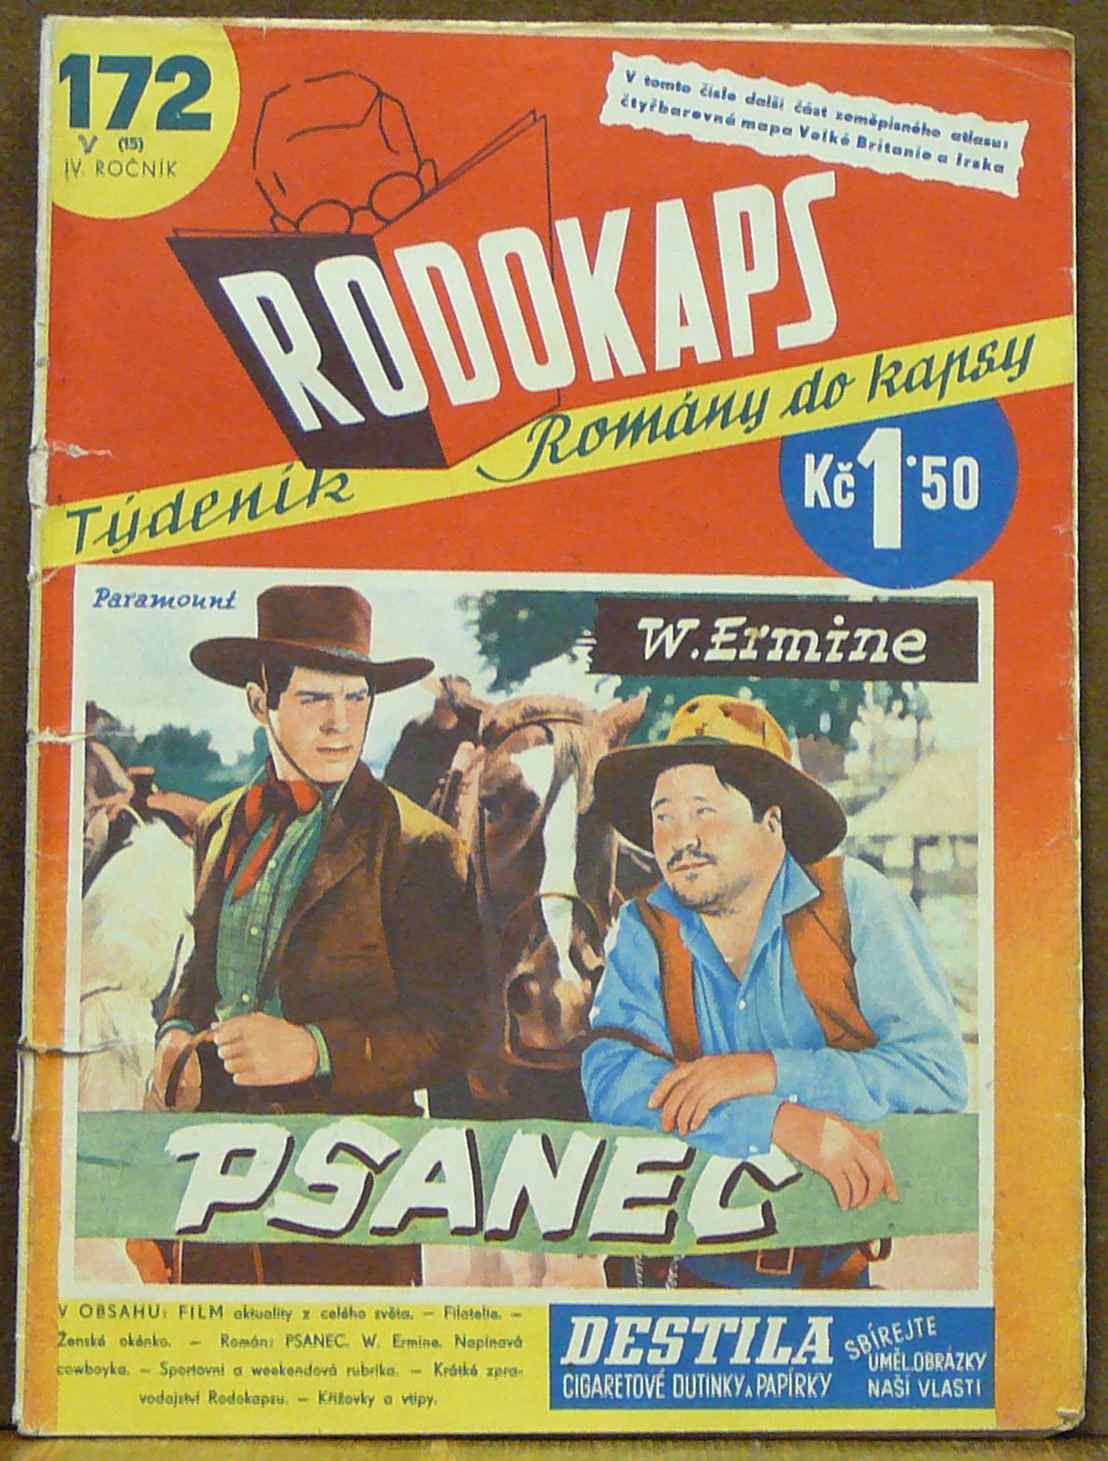 172
V (15)
IV. ROČNÍK
V tomto čísle další část zeměpisného atlasu:
čtyřbarevná mapa Velké Britanie a Irska
RODOKAPS
Týdeník Romány do kapsy
Kč 1·50
Paramount
W. Ermine
PSANEC
V OBSAHU: FILM aktuality z celého světa. — Filatelie. —
Ženské okénko. — Román: PSANEC. W. Ermine. Napínavá
cowboyka. — Sportovní a weekendová rubrika. — Krátké zpra-
vodajství Rodokapsu. — Křížovky a vtipy.
DESTILA
CIGARETOVÉ DUTINKY A PAPÍRKY
SBÍREJTE
UMĚL. OBRÁZKY
NAŠÍ VLASTI